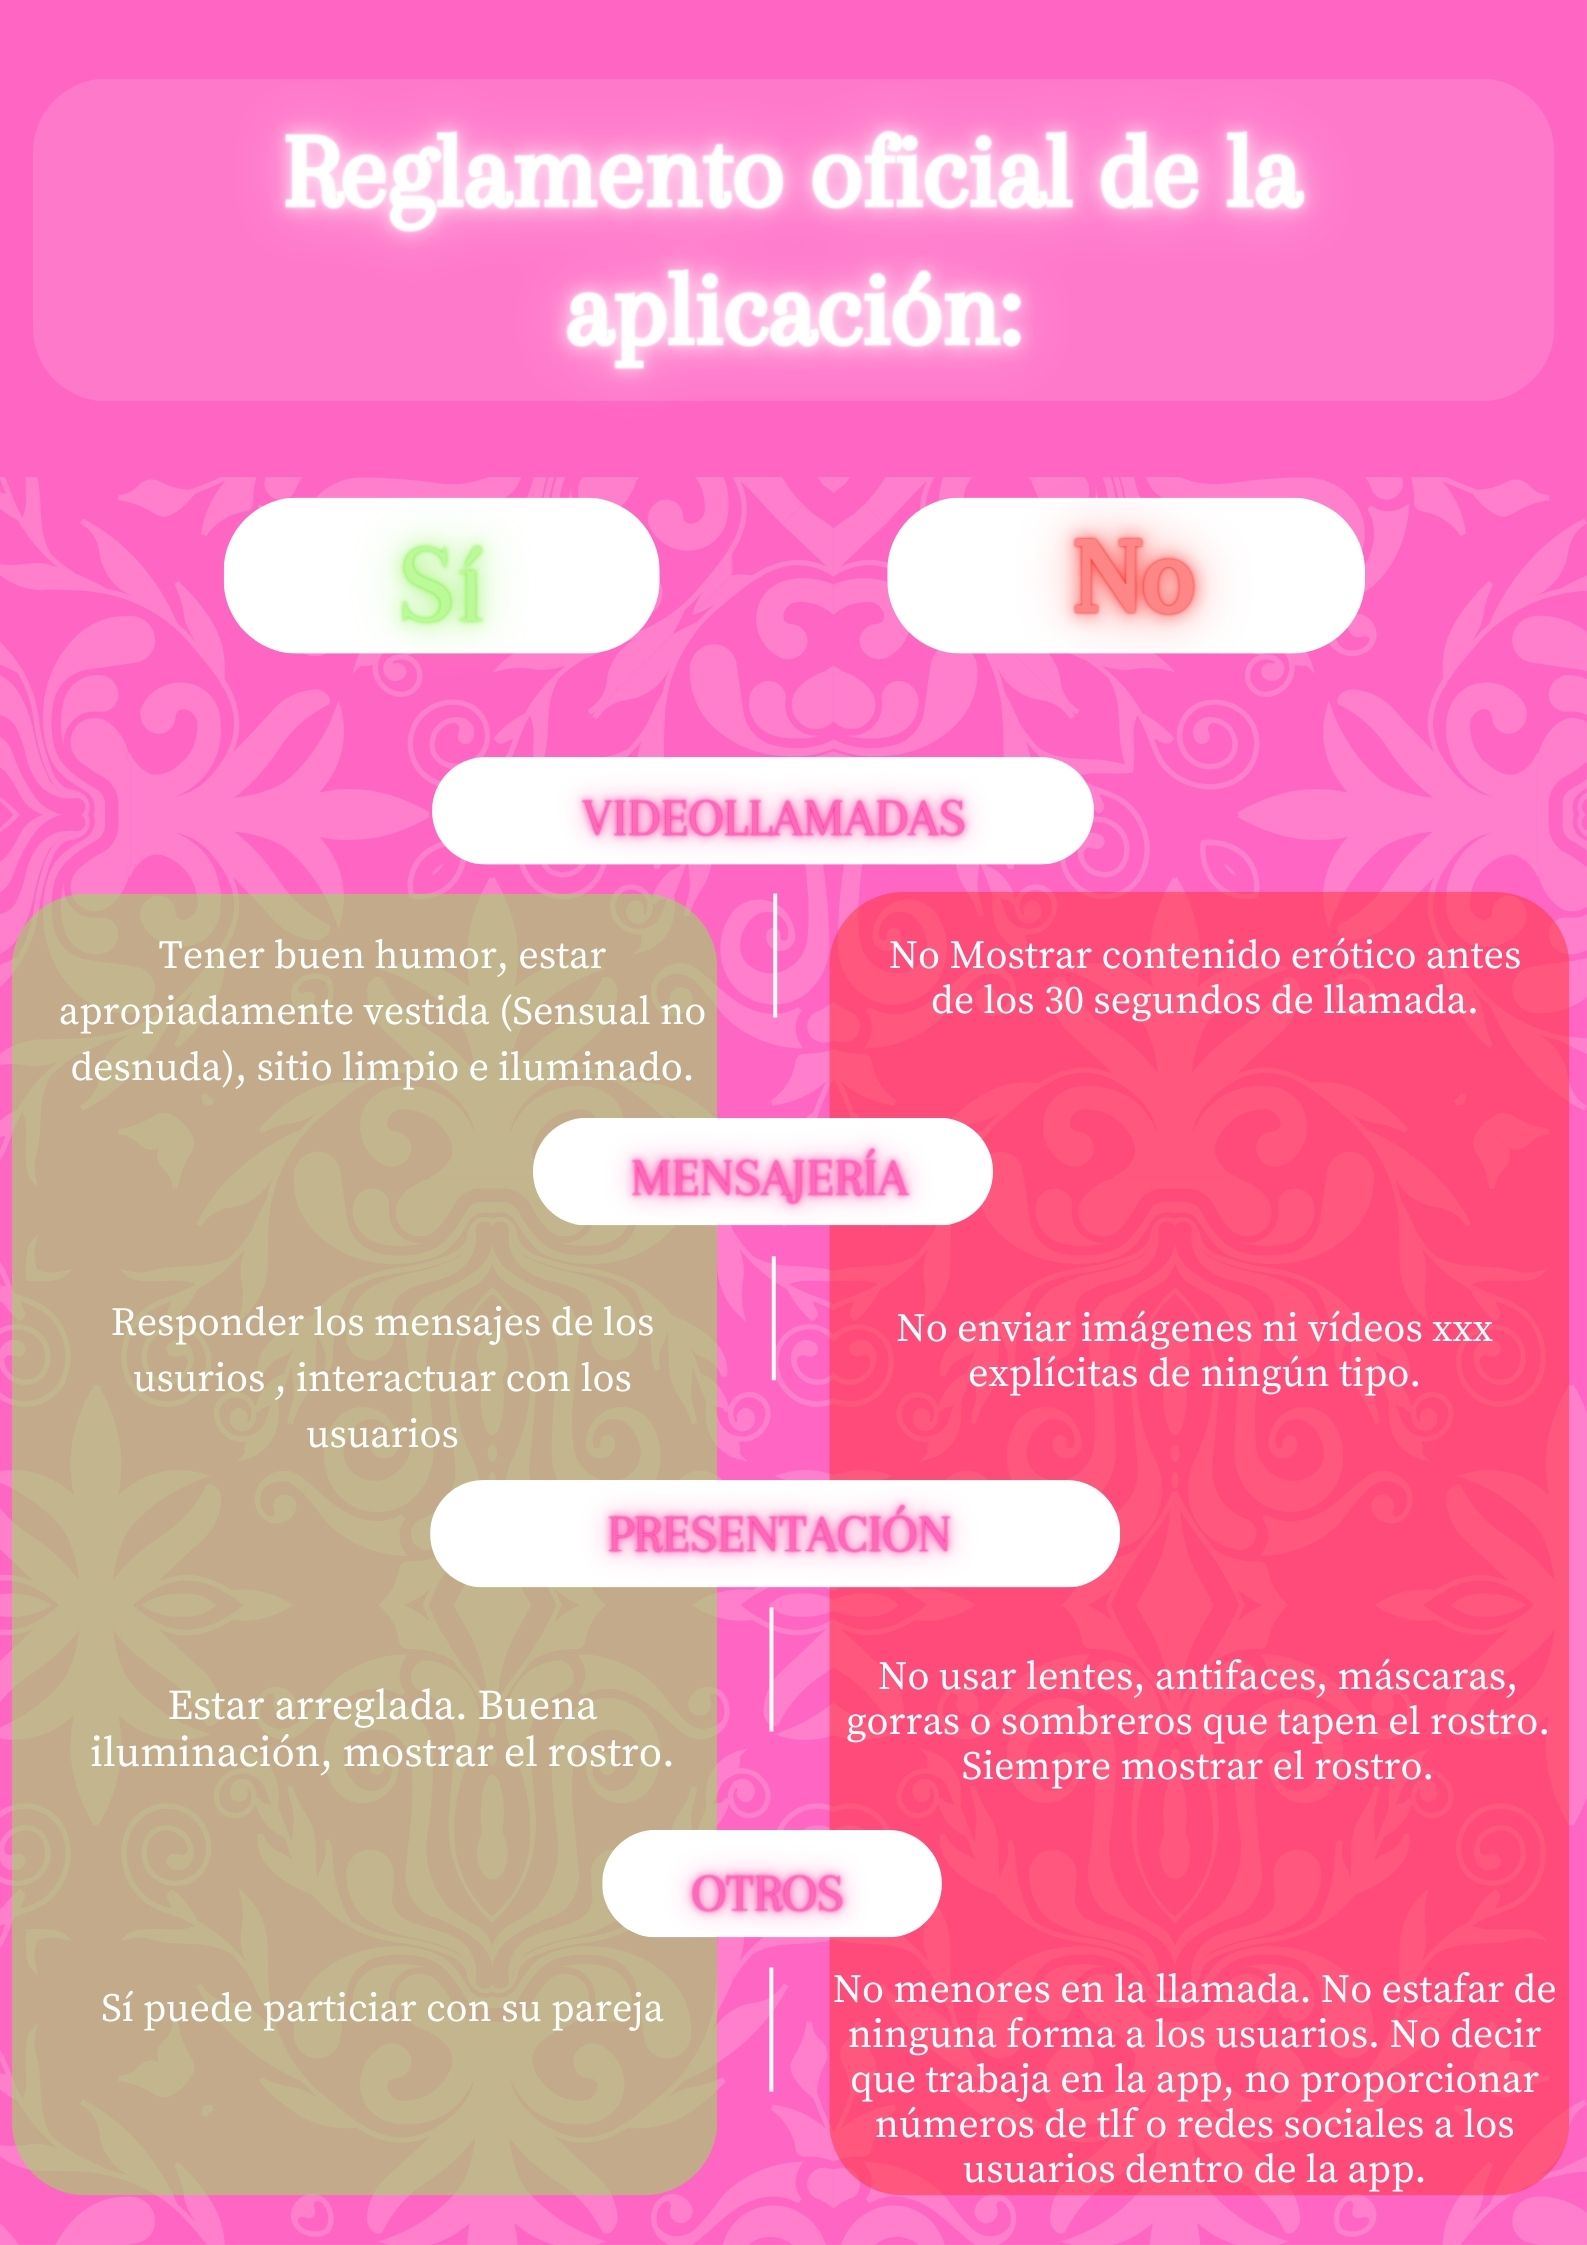 Reglamento oficial de la
aplicación:
Sí
No
VIDEOLLAMADAS
Tener buen humor, estar
apropiadamente vestida (Sensual no
desnuda), sitio limpio e iluminado.
No Mostrar contenido erótico antes
de los 30 segundos de llamada.
MENSAJERÍA
Responder los mensajes de los
usurios , interactuar con los
usuarios
No enviar imágenes ni vídeos xxx
explícitas de ningún tipo.
PRESENTACIÓN
Estar arreglada. Buena
iluminación, mostrar el rostro.
No usar lentes, antifaces, máscaras,
gorras o sombreros que tapen el rostro.
Siempre mostrar el rostro.
OTROS
Sí puede particiar con su pareja
No menores en la llamada. No estafar de
ninguna forma a los usuarios. No decir
que trabaja en la app, no proporcionar
números de tlf o redes sociales a los
usuarios dentro de la app.